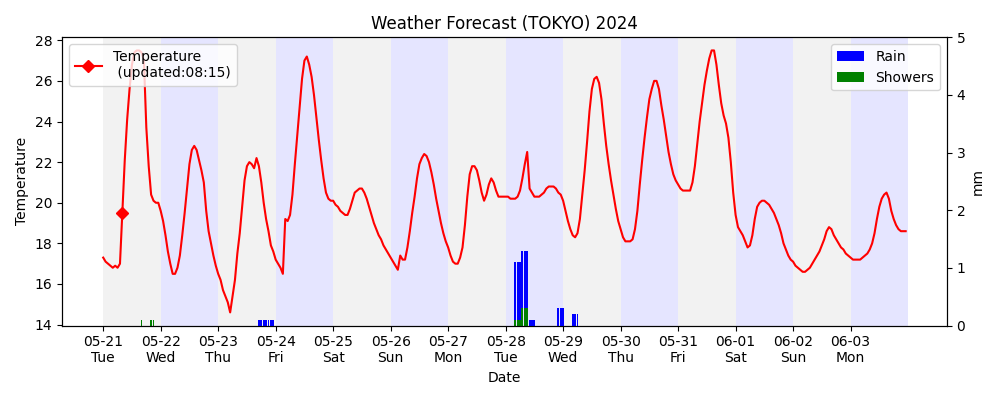 Weather Forecast (TOKYO) 2024
Temperature
(updated:08:15)
Rain
Showers
28
26
24
22
20
18
16
14
Temperature
5
4
3
2
1
0
mm
05-21 05-22 05-23 05-24 05-25 05-26 05-27 05-28 05-29 05-30 05-31 06-01 06-02 06-03
Tue Wed Thu Fri Sat Sun Mon Tue Wed Thu Fri Sat Sun Mon
Date